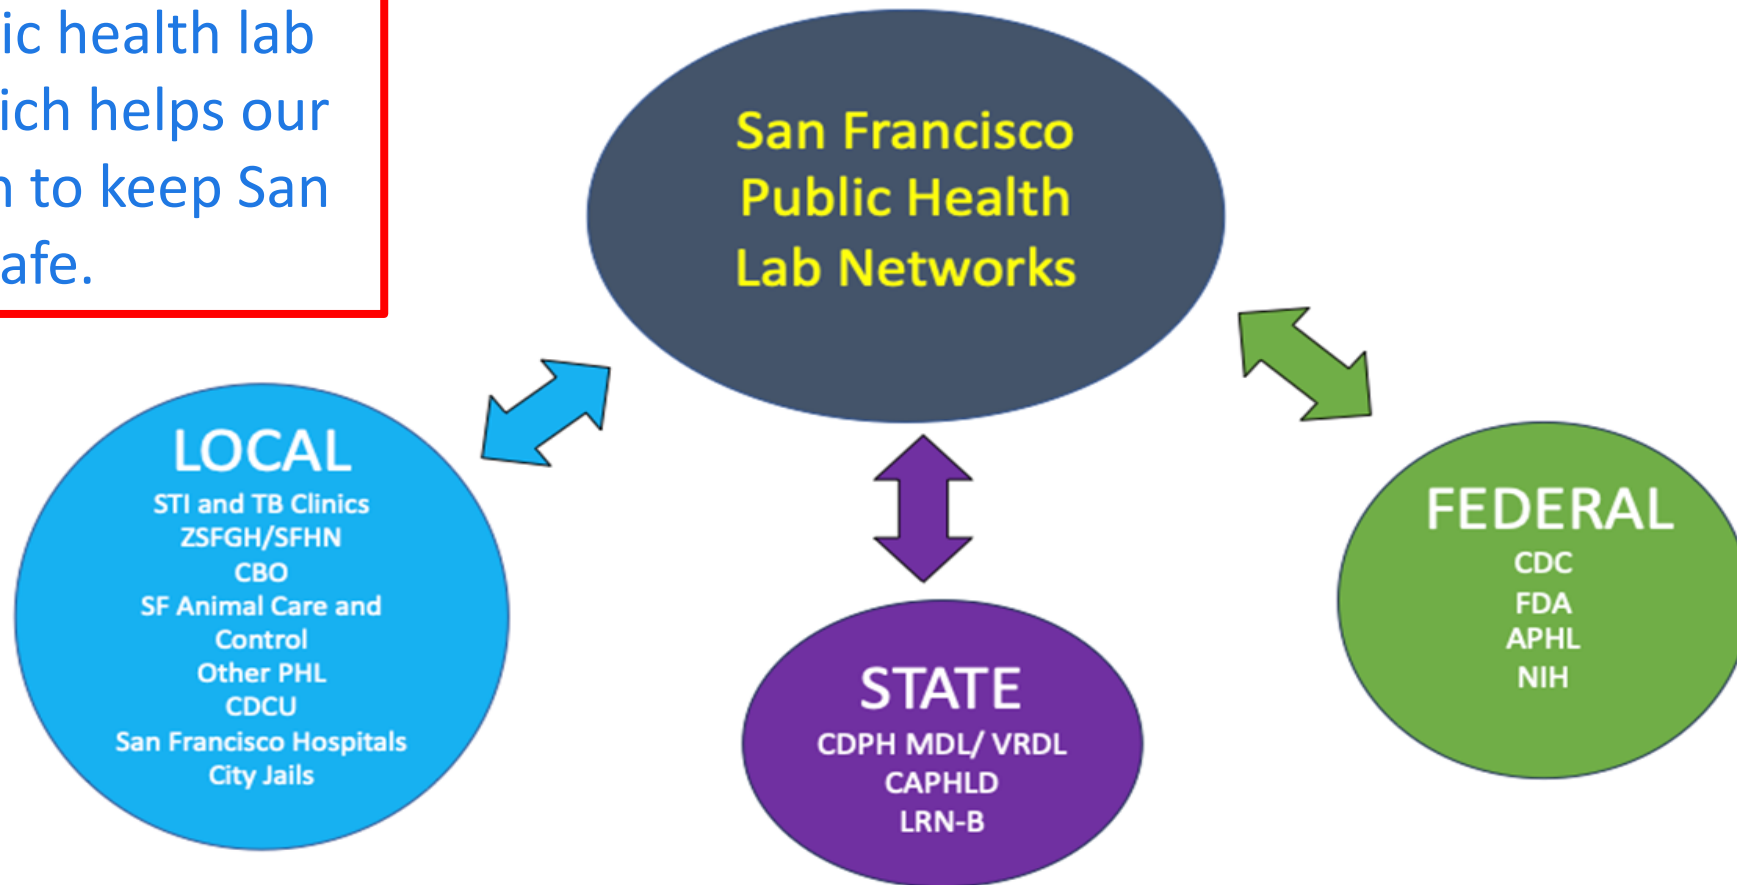 ic health lab
ich helps our
n to keep San
afe.
San Francisco
Public Health
Lab Networks
LOCAL
STI and TB Clinics
ZSFGH/SFHN
CBO
SF Animal Care and
Control
Other PHL
CDCU
San Francisco Hospitals
City Jails
STATE
CDPH MDL/ VRDL
CAPHLD
LRN-B
FEDERAL
CDC
FDA
APHL
NIH